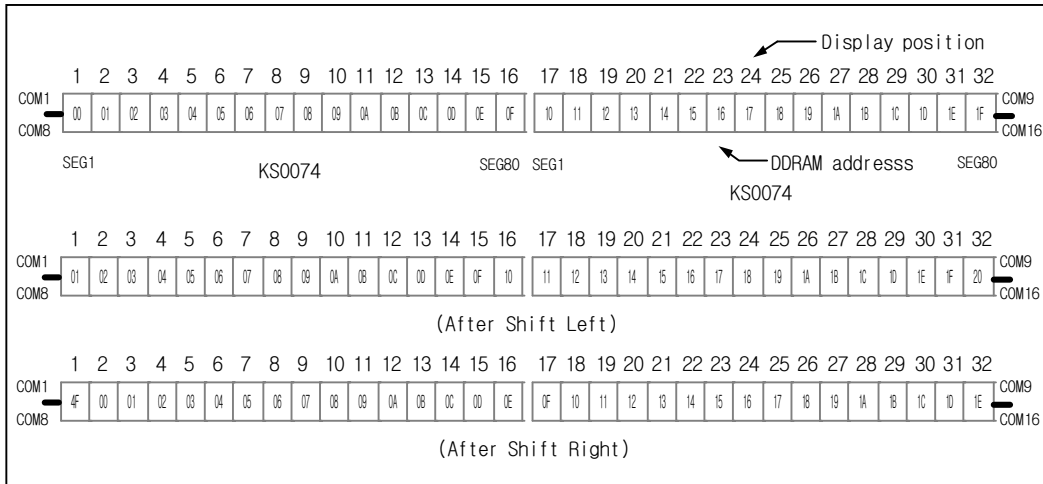 Display position
1 2 3 4 5 6 7 8 9 10 11 12 13 14 15 16 17 18 19 20 21 22 23 24 25 26 27 28 29 30 31 32
COM1 COM9
00 01 02 03 04 05 06 07 08 09 0A 0B 0C 0D 0E 0F 10 11 12 13 14 15 16 17 18 19 1A 1B 1C 1D 1E 1F
COM8 COM16
SEG1 KS0074 SEG80 SEG1 DDRAM addresss SEG80
KS0074
1 2 3 4 5 6 7 8 9 10 11 12 13 14 15 16 17 18 19 20 21 22 23 24 25 26 27 28 29 30 31 32
COM1 COM9
01 02 03 04 05 06 07 08 09 0A 0B 0C 0D 0E 0F 10 11 12 13 14 15 16 17 18 19 1A 1B 1C 1D 1E 1F 20
COM8 COM16
(After Shift Left)
1 2 3 4 5 6 7 8 9 10 11 12 13 14 15 16 17 18 19 20 21 22 23 24 25 26 27 28 29 30 31 32
COM1 COM9
4F 00 01 02 03 04 05 06 07 08 09 0A 0B 0C 0D 0E 0F 10 11 12 13 14 15 16 17 18 19 1A 1B 1C 1D 1E
COM8 COM16
(After Shift Right)